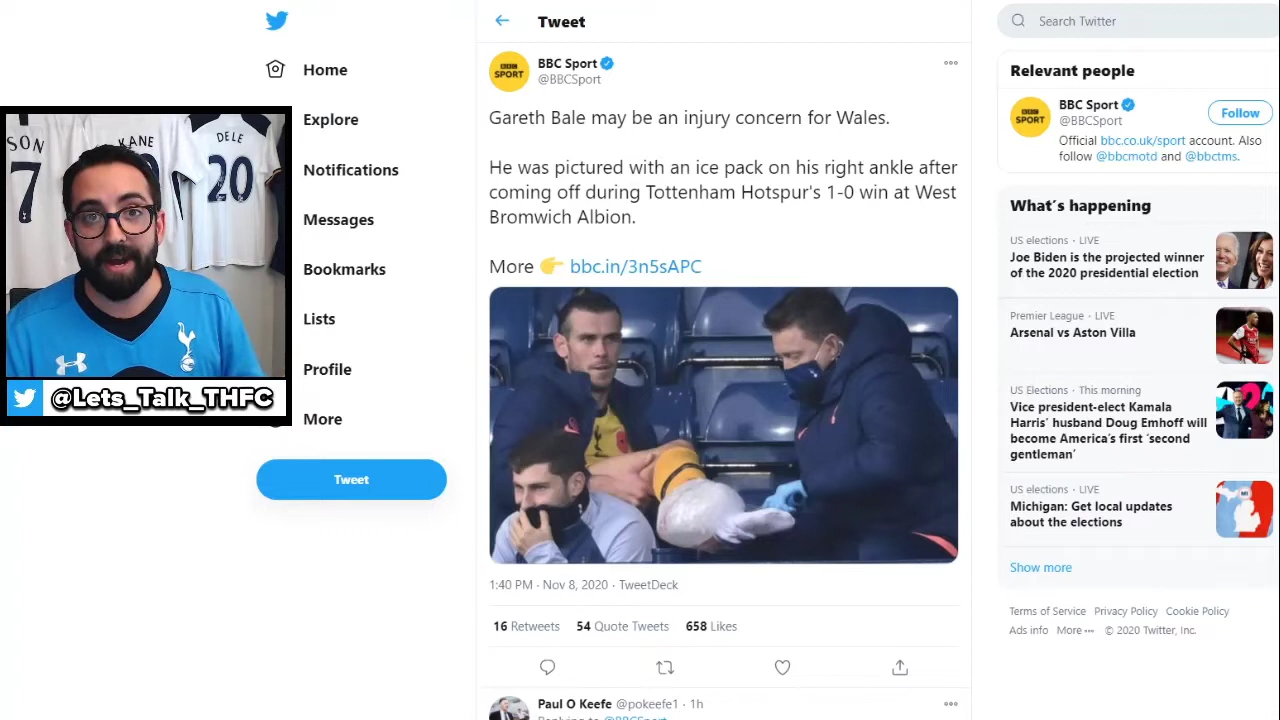 SON
7
KANE
DELE
20
@Lets_Talk_THFC
Home
Explore
Notifications
Messages
Bookmarks
Lists
Profile
More
Tweet
Tweet
BBC
SPORT
BBC Sport
@BBCSport
Gareth Bale may be an injury concern for Wales.
He was pictured with an ice pack on his right ankle after
coming off during Tottenham Hotspur's 1-0 win at West
Bromwich Albion.
More 👉 bbc.in/3n5sAPC
1:40 PM · Nov 8, 2020 · TweetDeck
16 Retweets 54 Quote Tweets 658 Likes
Paul O Keefe @pokeefe1 · 1h
Replying to @BBCSport
Search Twitter
Relevant people
BBC
SPORT
BBC Sport
@BBCSport
Follow
Official bbc.co.uk/sport account. Also
follow @bbcmotd and @bbctms.
What's happening
US elections · LIVE
Joe Biden is the projected winner
of the 2020 presidential election
Premier League · LIVE
Arsenal vs Aston Villa
US Elections · This morning
Vice president-elect Kamala
Harris' husband Doug Emhoff will
become America's first 'second
gentleman'
US elections · LIVE
Michigan: Get local updates
about the elections
Show more
Terms of Service Privacy Policy Cookie Policy
Ads info More ··· © 2020 Twitter, Inc.